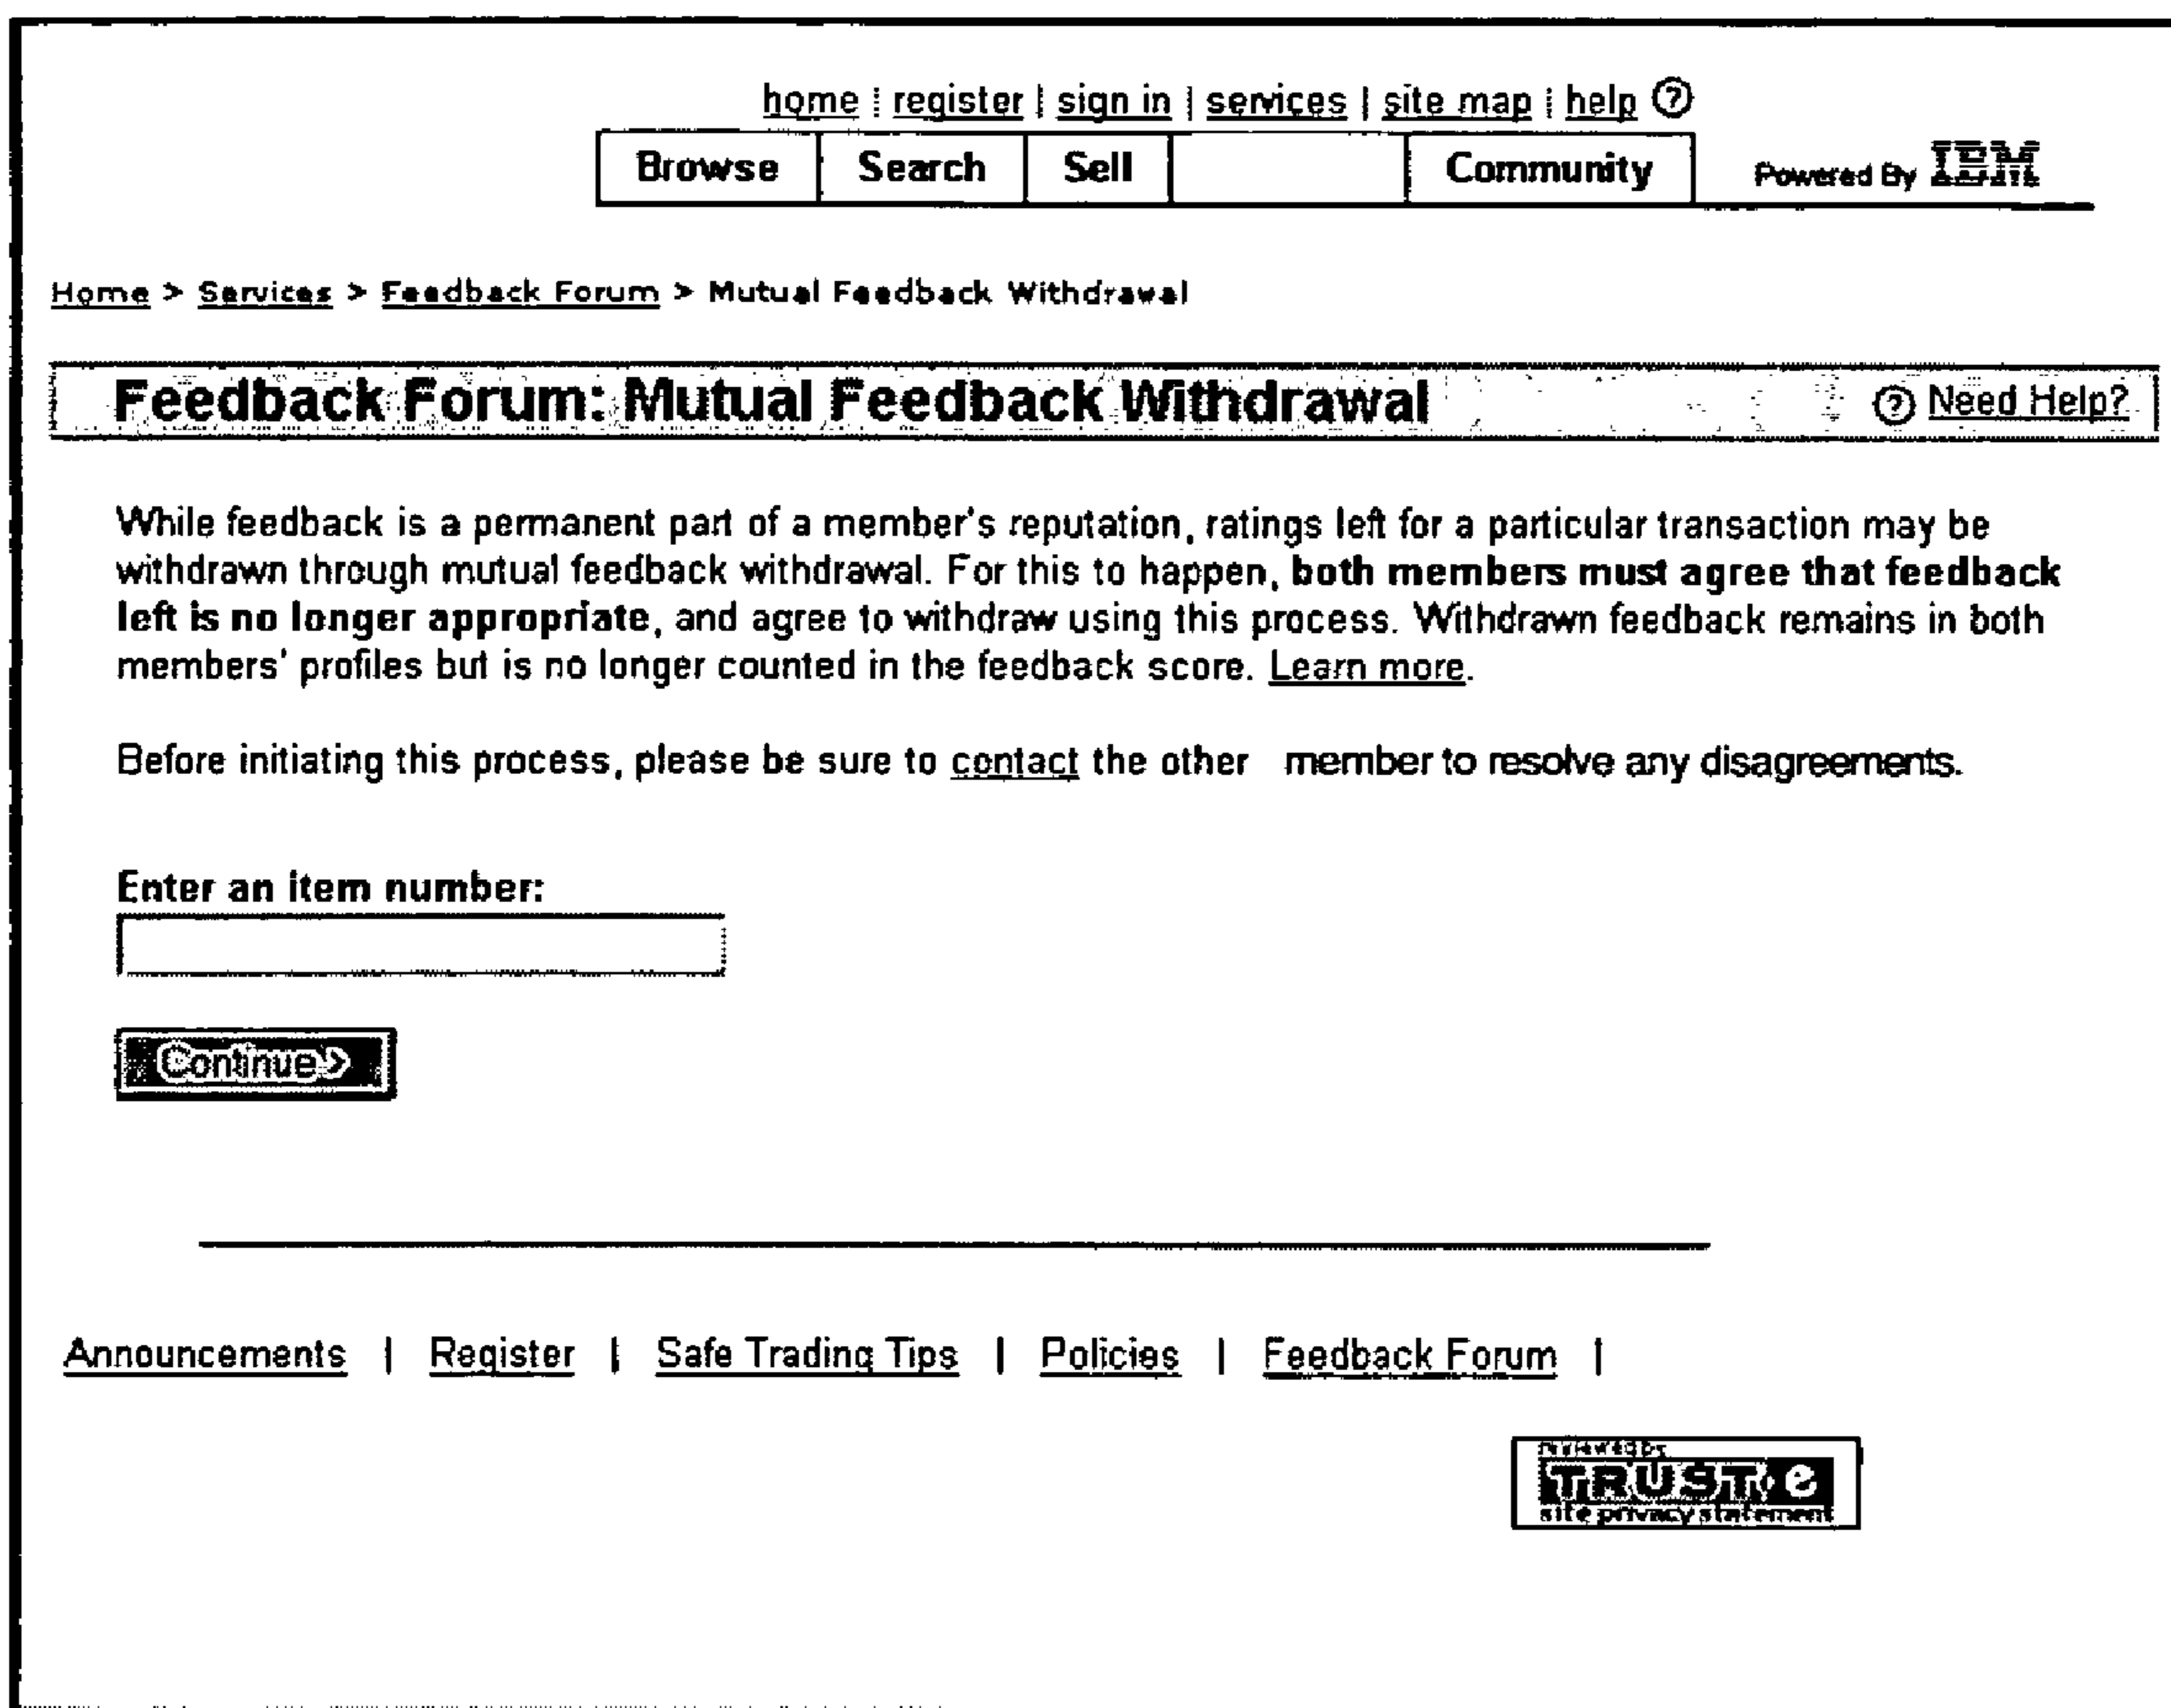 home | register | sign in | services | site map | help ?
Browse Search Sell Community Powered By IBM
Home > Services > Feedback Forum > Mutual Feedback Withdrawal
Feedback Forum: Mutual Feedback Withdrawal ? Need Help?
While feedback is a permanent part of a member's reputation, ratings left for a particular transaction may be
withdrawn through mutual feedback withdrawal. For this to happen, both members must agree that feedback
left is no longer appropriate, and agree to withdraw using this process. Withdrawn feedback remains in both
members' profiles but is no longer counted in the feedback score. Learn more.
Before initiating this process, please be sure to contact the other member to resolve any disagreements.
Enter an item number:
Continue >
Announcements | Register | Safe Trading Tips | Policies | Feedback Forum |
reviewed by
TRUSTe
site privacy statement